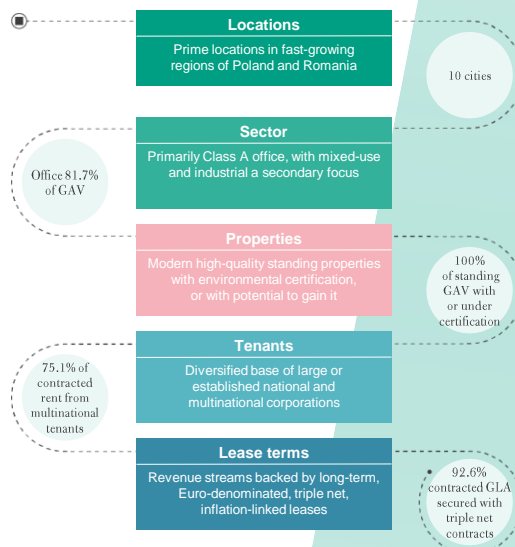 Locations
Prime locations in fast-growing
regions of Poland and Romania
10 cities
Sector
Primarily Class A office, with mixed-use
and industrial a secondary focus
Office 81.7%
of GAV
Properties
Modern high-quality standing properties
with environmental certification,
or with potential to gain it
100%
of standing
GAV with
or under
certification
Tenants
Diversified base of large or
established national and
multinational corporations
75.1% of
contracted
rent from
multinational
tenants
Lease terms
Revenue streams backed by long-term,
Euro-denominated, triple net,
inflation-linked leases
92.6%
contracted GLA
secured with
triple net
contracts